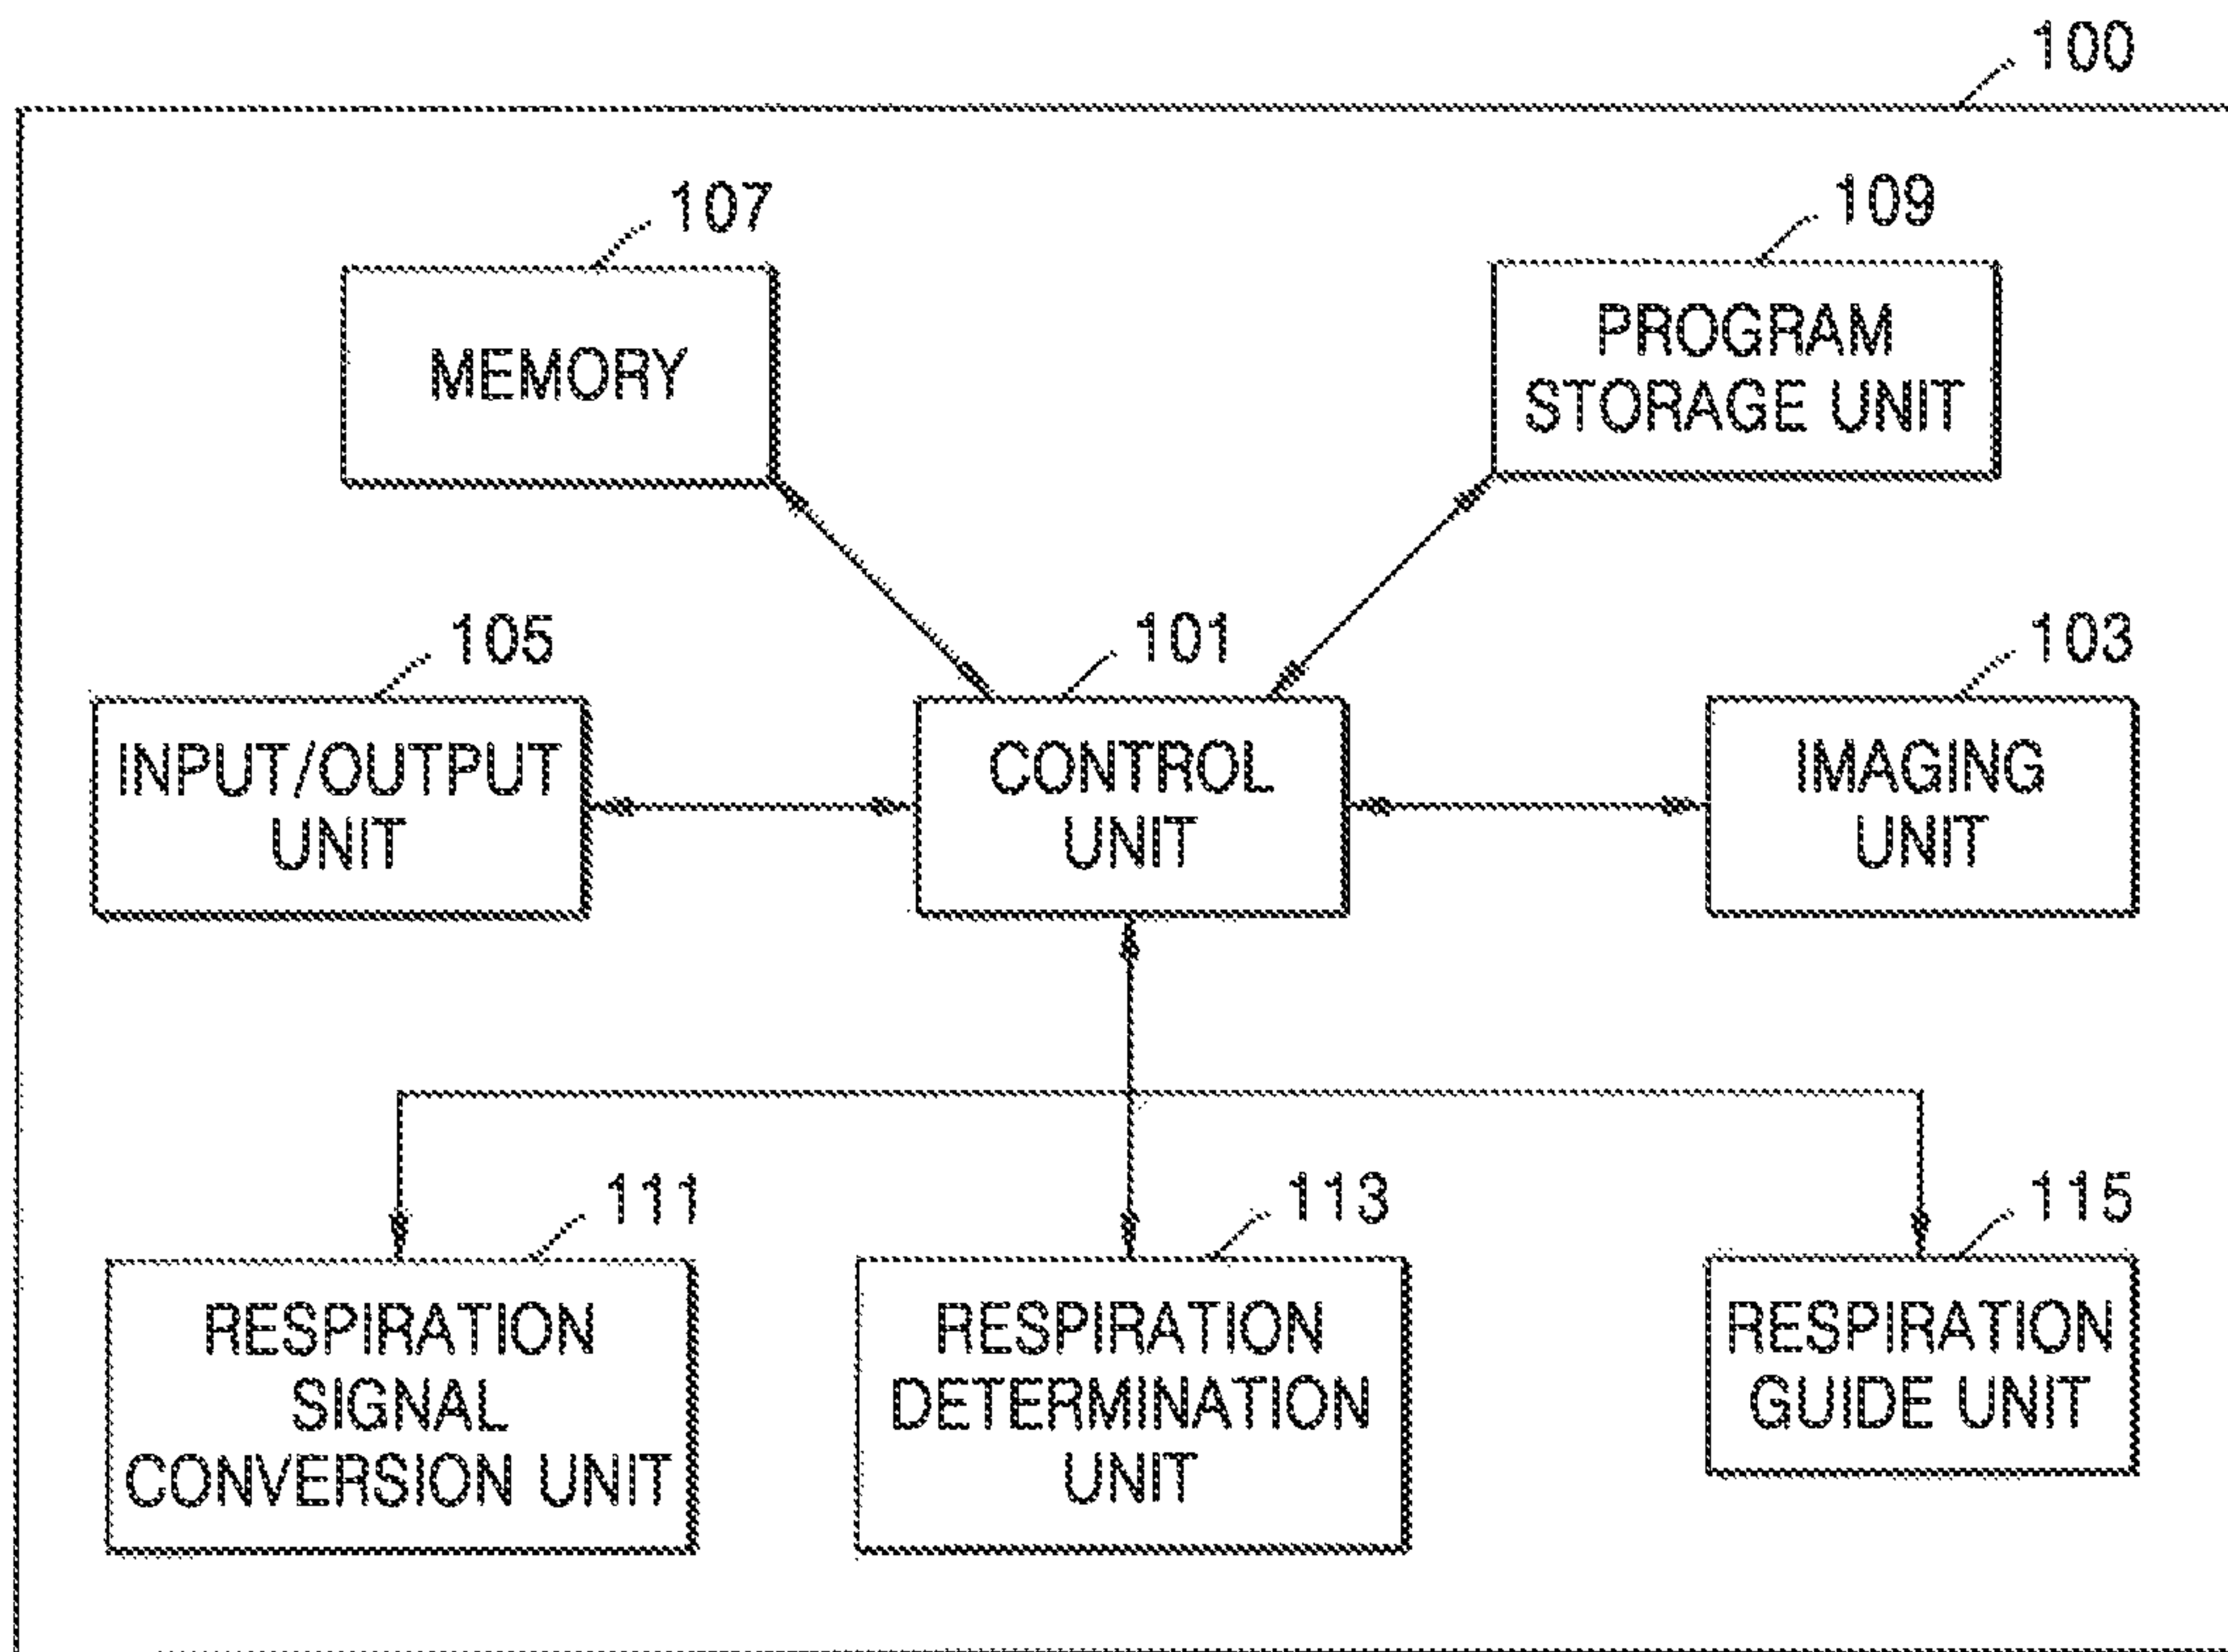 100
107
109
MEMORY
PROGRAM
STORAGE UNIT
105
101
103
INPUT/OUTPUT
UNIT
CONTROL
UNIT
IMAGING
UNIT
111
113
115
RESPIRATION
SIGNAL
CONVERSION UNIT
RESPIRATION
DETERMINATION
UNIT
RESPIRATION
GUIDE UNIT